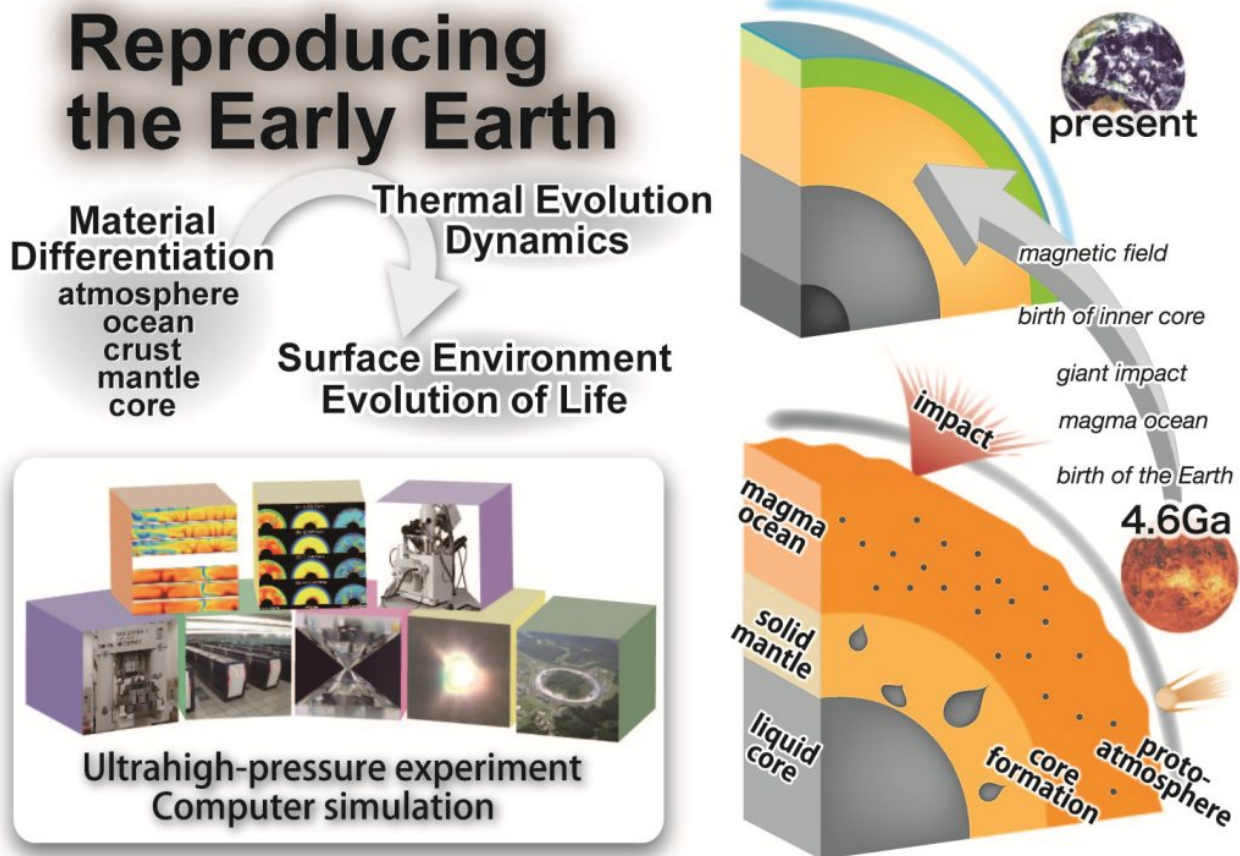 Reproducing
the Early Earth
Material
Differentiation
atmosphere
ocean
crust
mantle
core
Thermal Evolution
Dynamics
Surface Environment
Evolution of Life
Ultrahigh-pressure experiment
Computer simulation
present
magnetic field
birth of inner core
giant impact
magma ocean
birth of the Earth
4.6Ga
impact
magma
ocean
solid
mantle
liquid
core
core
formation
proto-
atmosphere